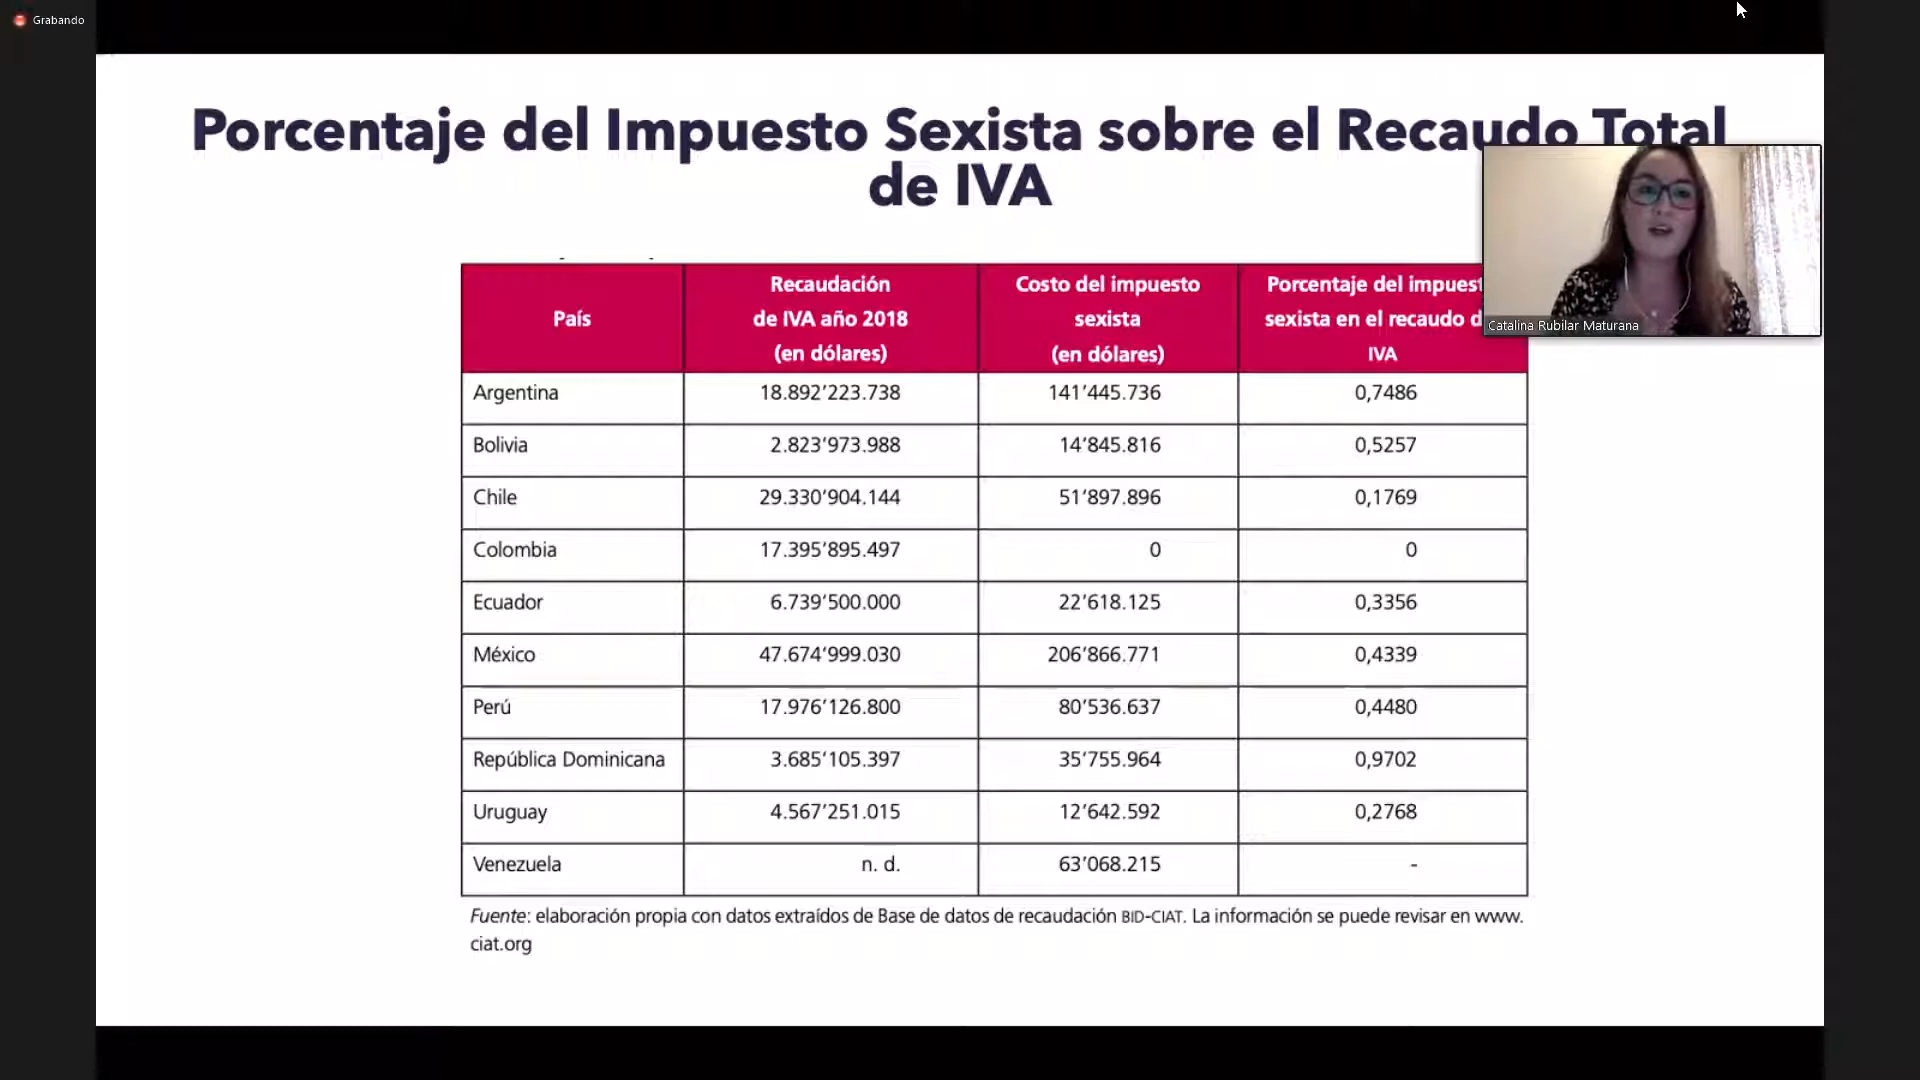 Grabando
Porcentaje del Impuesto Sexista sobre el Recaudo Total
de IVA
País
Recaudación
de IVA año 2018
(en dólares)
Costo del impuesto
sexista
(en dólares)
Porcentaje del impuest
sexista en el recaudo d
IVA
Catalina Rubilar Maturana
Argentina 18.892’223.738 141’445.736 0,7486
Bolivia 2.823’973.988 14’845.816 0,5257
Chile 29.330’904.144 51’897.896 0,1769
Colombia 17.395’895.497 0 0
Ecuador 6.739’500.000 22’618.125 0,3356
México 47.674’999.030 206’866.771 0,4339
Perú 17.976’126.800 80’536.637 0,4480
República Dominicana 3.685’105.397 35’755.964 0,9702
Uruguay 4.567’251.015 12’642.592 0,2768
Venezuela n. d. 63’068.215 -
Fuente: elaboración propia con datos extraídos de Base de datos de recaudación BID-CIAT. La información se puede revisar en www.
ciat.org